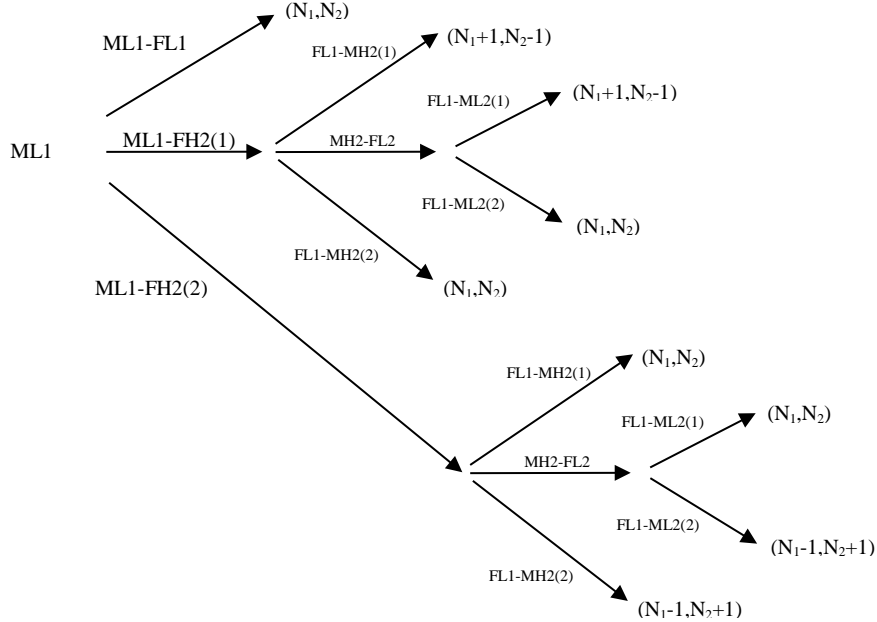 (N₁,N₂)
ML1-FL1
(N₁+1,N₂-1)
FL1-MH2(1)
(N₁+1,N₂-1)
FL1-ML2(1)
ML1
ML1-FH2(1)
MH2-FL2
FL1-ML2(2)
(N₁,N₂)
FL1-MH2(2)
ML1-FH2(2)
(N₁,N₂)
(N₁,N₂)
FL1-MH2(1)
(N₁,N₂)
FL1-ML2(1)
MH2-FL2
FL1-ML2(2)
(N₁-1,N₂+1)
FL1-MH2(2)
(N₁-1,N₂+1)